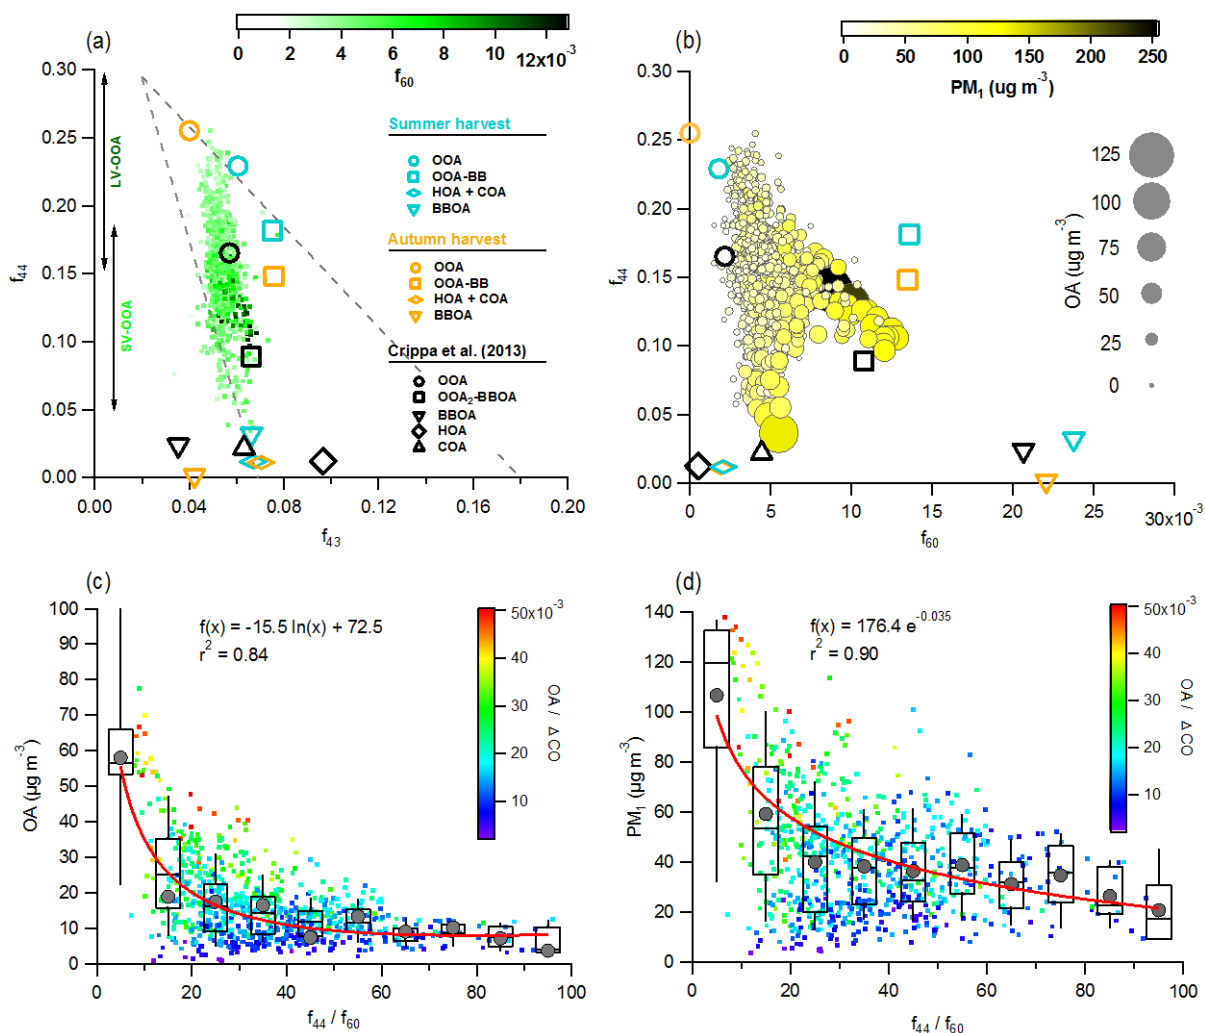 (a)
0 2 4 6 8 10 12x10⁻³
f₆₀
0.30
0.25
0.20
0.15
0.10
0.05
0.00
f₄₄
LV-OOA
SV-OOA
0.00 0.04 0.08 0.12 0.16 0.20
f₄₃
Summer harvest
OOA
OOA-BB
HOA + COA
BBOA
Autumn harvest
OOA
OOA-BB
HOA + COA
BBOA
Crippa et al. (2013)
OOA
OOA₂-BBOA
BBOA
HOA
COA
(b)
0 50 100 150 200 250
PM₁ (ug m⁻³)
0.30
0.25
0.20
0.15
0.10
0.05
0.00
f₄₄
0 5 10 15 20 25 30x10⁻³
f₆₀
OA (ug m⁻³)
125
100
75
50
25
0
(c)
100
90
80
70
60
50
40
30
20
10
0
OA (µg m⁻³)
f(x) = -15.5 ln(x) + 72.5
r² = 0.84
50x10⁻³
40
30
20
10
OA / Δ CO
0 20 40 60 80 100
f₄₄ / f₆₀
(d)
140
120
100
80
60
40
20
0
PM₁ (µg m⁻³)
f(x) = 176.4 e⁻⁰·⁰³⁵
r² = 0.90
50x10⁻³
40
30
20
10
OA / Δ CO
0 20 40 60 80 100
f₄₄ / f₆₀